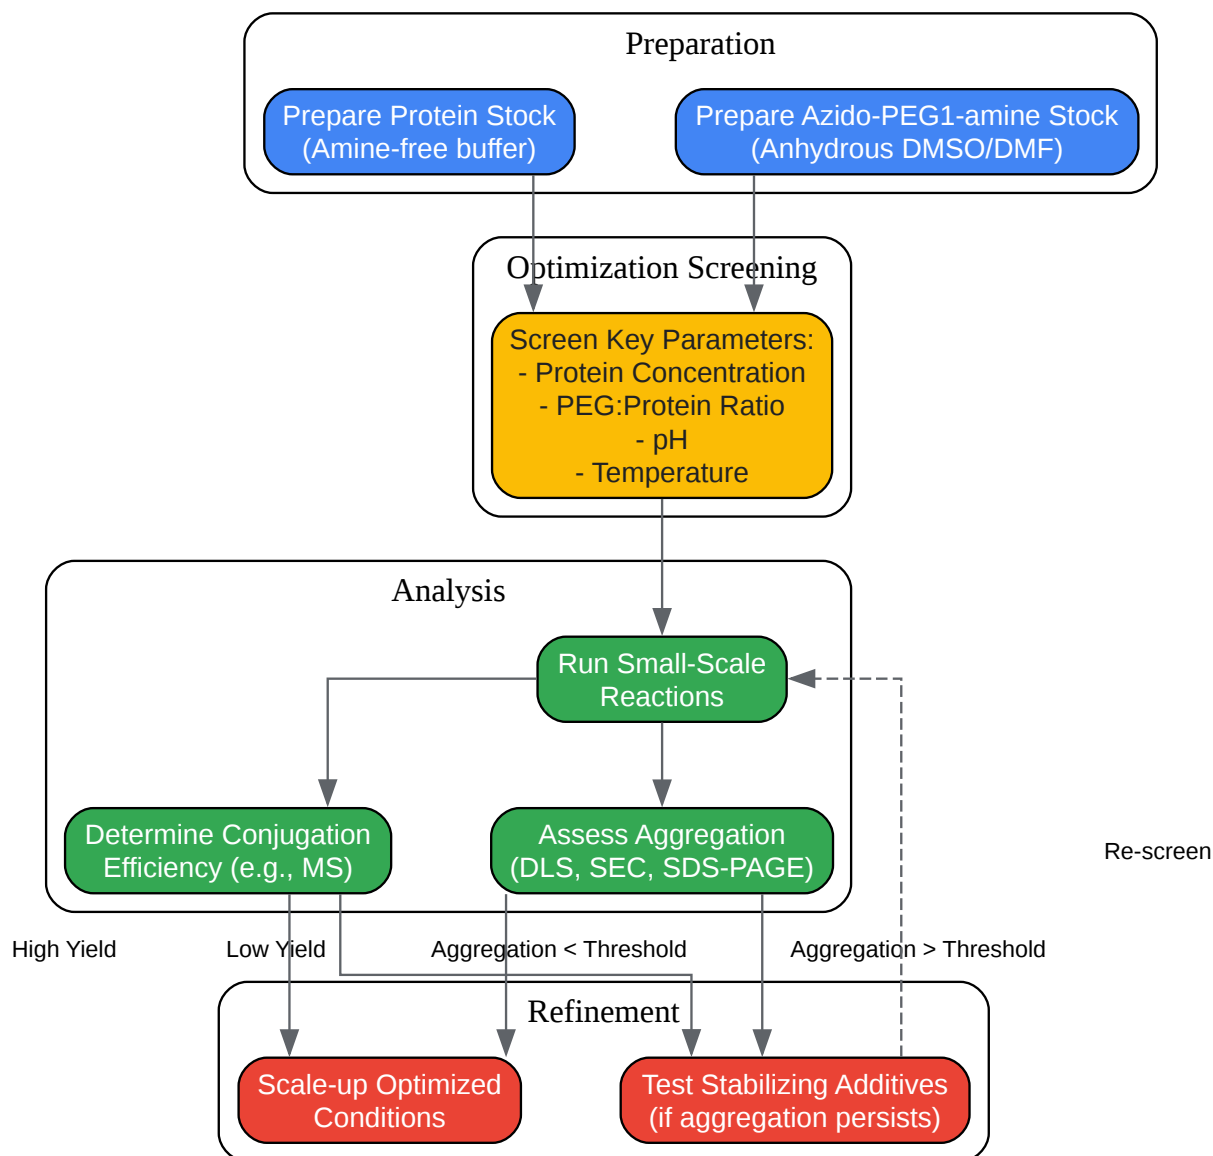 Preparation
Prepare Protein Stock
(Amine-free buffer)
Prepare Azido-PEG1-amine Stock
(Anhydrous DMSO/DMF)
Optimization Screening
Screen Key Parameters:
- Protein Concentration
- PEG:Protein Ratio
- pH
- Temperature
Analysis
Run Small-Scale
Reactions
Determine Conjugation
Efficiency (e.g., MS)
Assess Aggregation
(DLS, SEC, SDS-PAGE)
Re-screen
High Yield
Low Yield
Aggregation < Threshold
Aggregation > Threshold
Refinement
Scale-up Optimized
Conditions
Test Stabilizing Additives
(if aggregation persists)